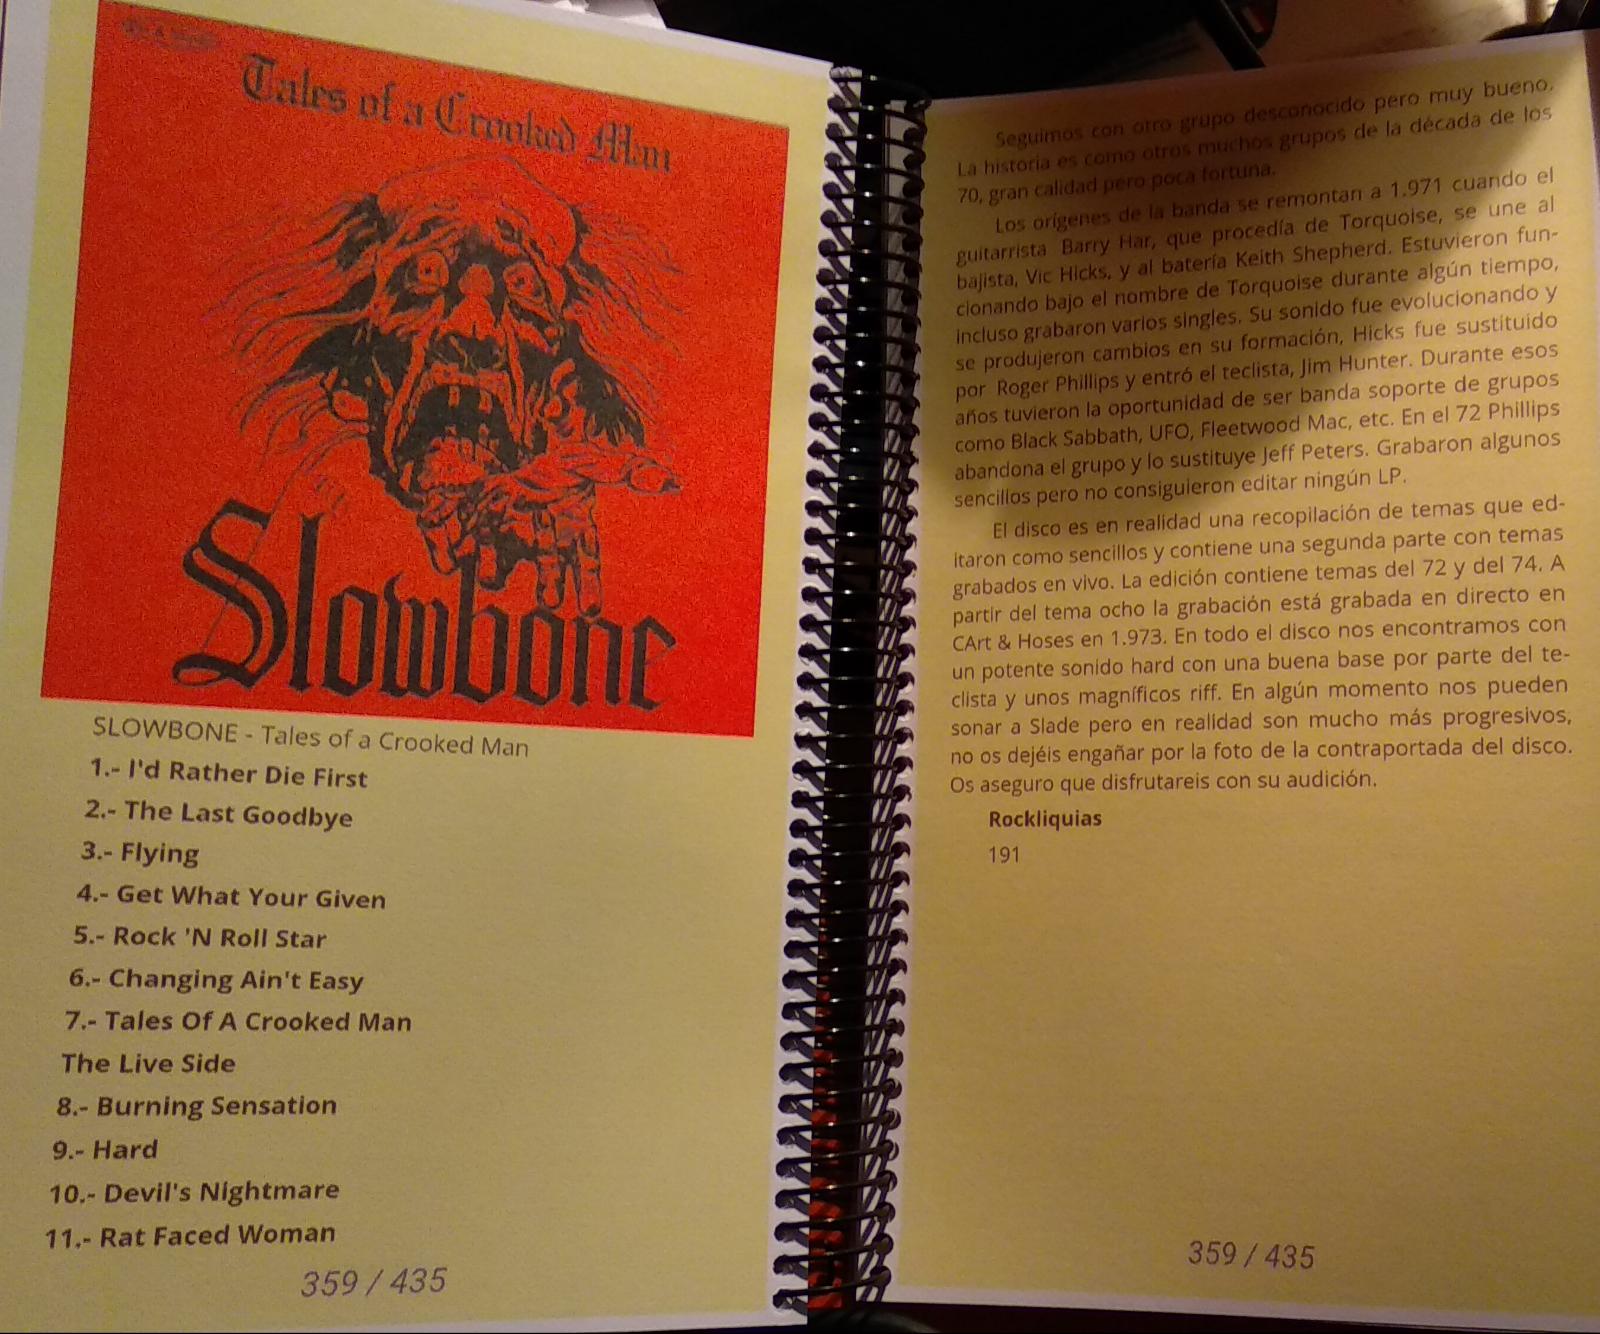 Tales of a Crooked Man
Slowbone
SLOWBONE - Tales of a Crooked Man
1.- I'd Rather Die First
2.- The Last Goodbye
3.- Flying
4.- Get What Your Given
5.- Rock 'N Roll Star
6.- Changing Ain't Easy
7.- Tales Of A Crooked Man
The Live Side
8.- Burning Sensation
9.- Hard
10.- Devil's Nightmare
11.- Rat Faced Woman
359 / 435
Seguimos con otro grupo desconocido pero muy bueno.
La historia es como otros muchos grupos de la década de los
70, gran calidad pero poca fortuna.
Los orígenes de la banda se remontan a 1.971 cuando el
guitarrista Barry Har, que procedía de Torquoise, se une al
bajista, Vic Hicks, y al batería Keith Shepherd. Estuvieron fun-
cionando bajo el nombre de Torquoise durante algún tiempo,
incluso grabaron varios singles. Su sonido fue evolucionando y
se produjeron cambios en su formación, Hicks fue sustituido
por Roger Phillips y entró el teclista, Jim Hunter. Durante esos
años tuvieron la oportunidad de ser banda soporte de grupos
como Black Sabbath, UFO, Fleetwood Mac, etc. En el 72 Phillips
abandona el grupo y lo sustituye Jeff Peters. Grabaron algunos
sencillos pero no consiguieron editar ningún LP.
El disco es en realidad una recopilación de temas que ed-
itaron como sencillos y contiene una segunda parte con temas
grabados en vivo. La edición contiene temas del 72 y del 74. A
partir del tema ocho la grabación está grabada en directo en
CArt & Hoses en 1.973. En todo el disco nos encontramos con
un potente sonido hard con una buena base por parte del te-
clista y unos magníficos riff. En algún momento nos pueden
sonar a Slade pero en realidad son mucho más progresivos,
no os dejéis engañar por la foto de la contraportada del disco.
Os aseguro que disfrutareis con su audición.
Rockliquias
191
359 / 435